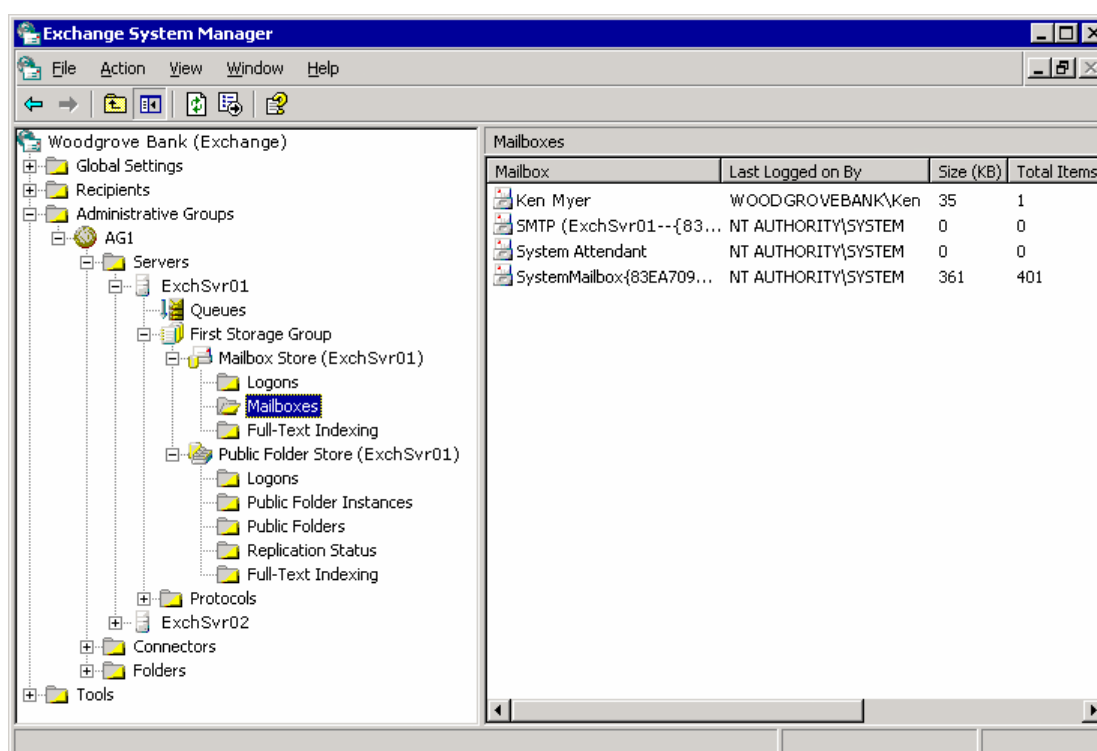 Exchange System Manager
File Action View Window Help
Woodgrove Bank (Exchange)
Global Settings
Recipients
Administrative Groups
AG1
Servers
ExchSvr01
Queues
First Storage Group
Mailbox Store (ExchSvr01)
Logons
Mailboxes
Full-Text Indexing
Public Folder Store (ExchSvr01)
Logons
Public Folder Instances
Public Folders
Replication Status
Full-Text Indexing
Protocols
ExchSvr02
Connectors
Folders
Tools
Mailboxes
Mailbox Last Logged on By Size (KB) Total Items
Ken Myer WOODGROVEBANK\Ken 35 1
SMTP (ExchSvr01--{83... NT AUTHORITY\SYSTEM 0 0
System Attendant NT AUTHORITY\SYSTEM 0 0
SystemMailbox{83EA709... NT AUTHORITY\SYSTEM 361 401